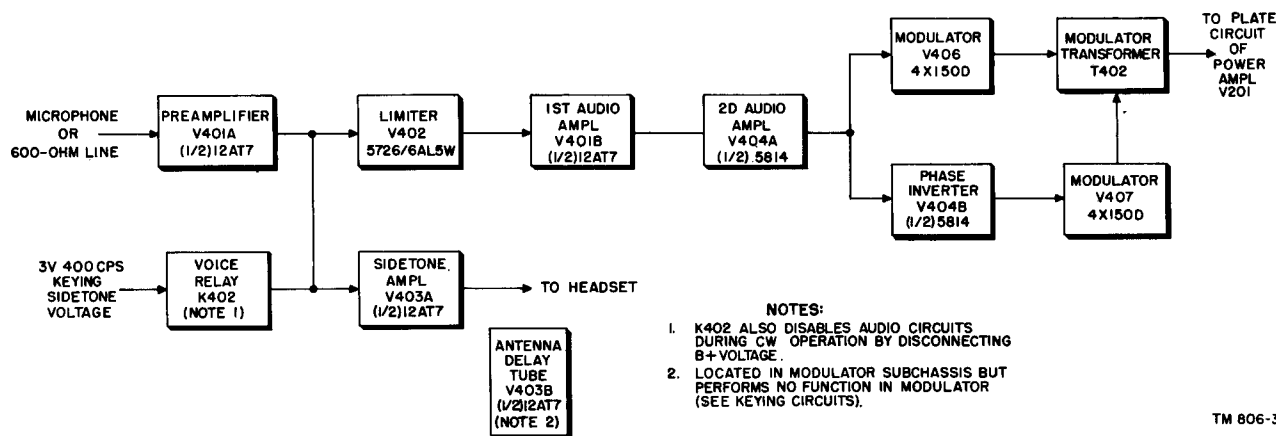 MICROPHONE
OR
600-OHM LINE
PREAMPLIFIER
V401A
(1/2)12AT7
LIMITER
V402
5726/6AL5W
1ST AUDIO
AMPL
V401B
(1/2)12AT7
2D AUDIO
AMPL
V404A
(1/2).5814
MODULATOR
V406
4X150D
MODULATOR
TRANSFORMER
T402
TO PLATE
CIRCUIT
OF
POWER
AMPL
V201
PHASE
INVERTER
V404B
(1/2)5814
MODULATOR
V407
4X150D
3V 400CPS
KEYING
SIDETONE
VOLTAGE
VOICE
RELAY
K402
(NOTE 1)
SIDETONE
AMPL
V403A
(1/2)12AT7
TO HEADSET
ANTENNA
DELAY
TUBE
V403B
(1/2)12AT7
(NOTE 2)
NOTES:
1. K402 ALSO DISABLES AUDIO CIRCUITS
DURING CW OPERATION BY DISCONNECTING
B+VOLTAGE.
2. LOCATED IN MODULATOR SUBCHASSIS BUT
PERFORMS NO FUNCTION IN MODULATOR
(SEE KEYING CIRCUITS).
TM 806-3